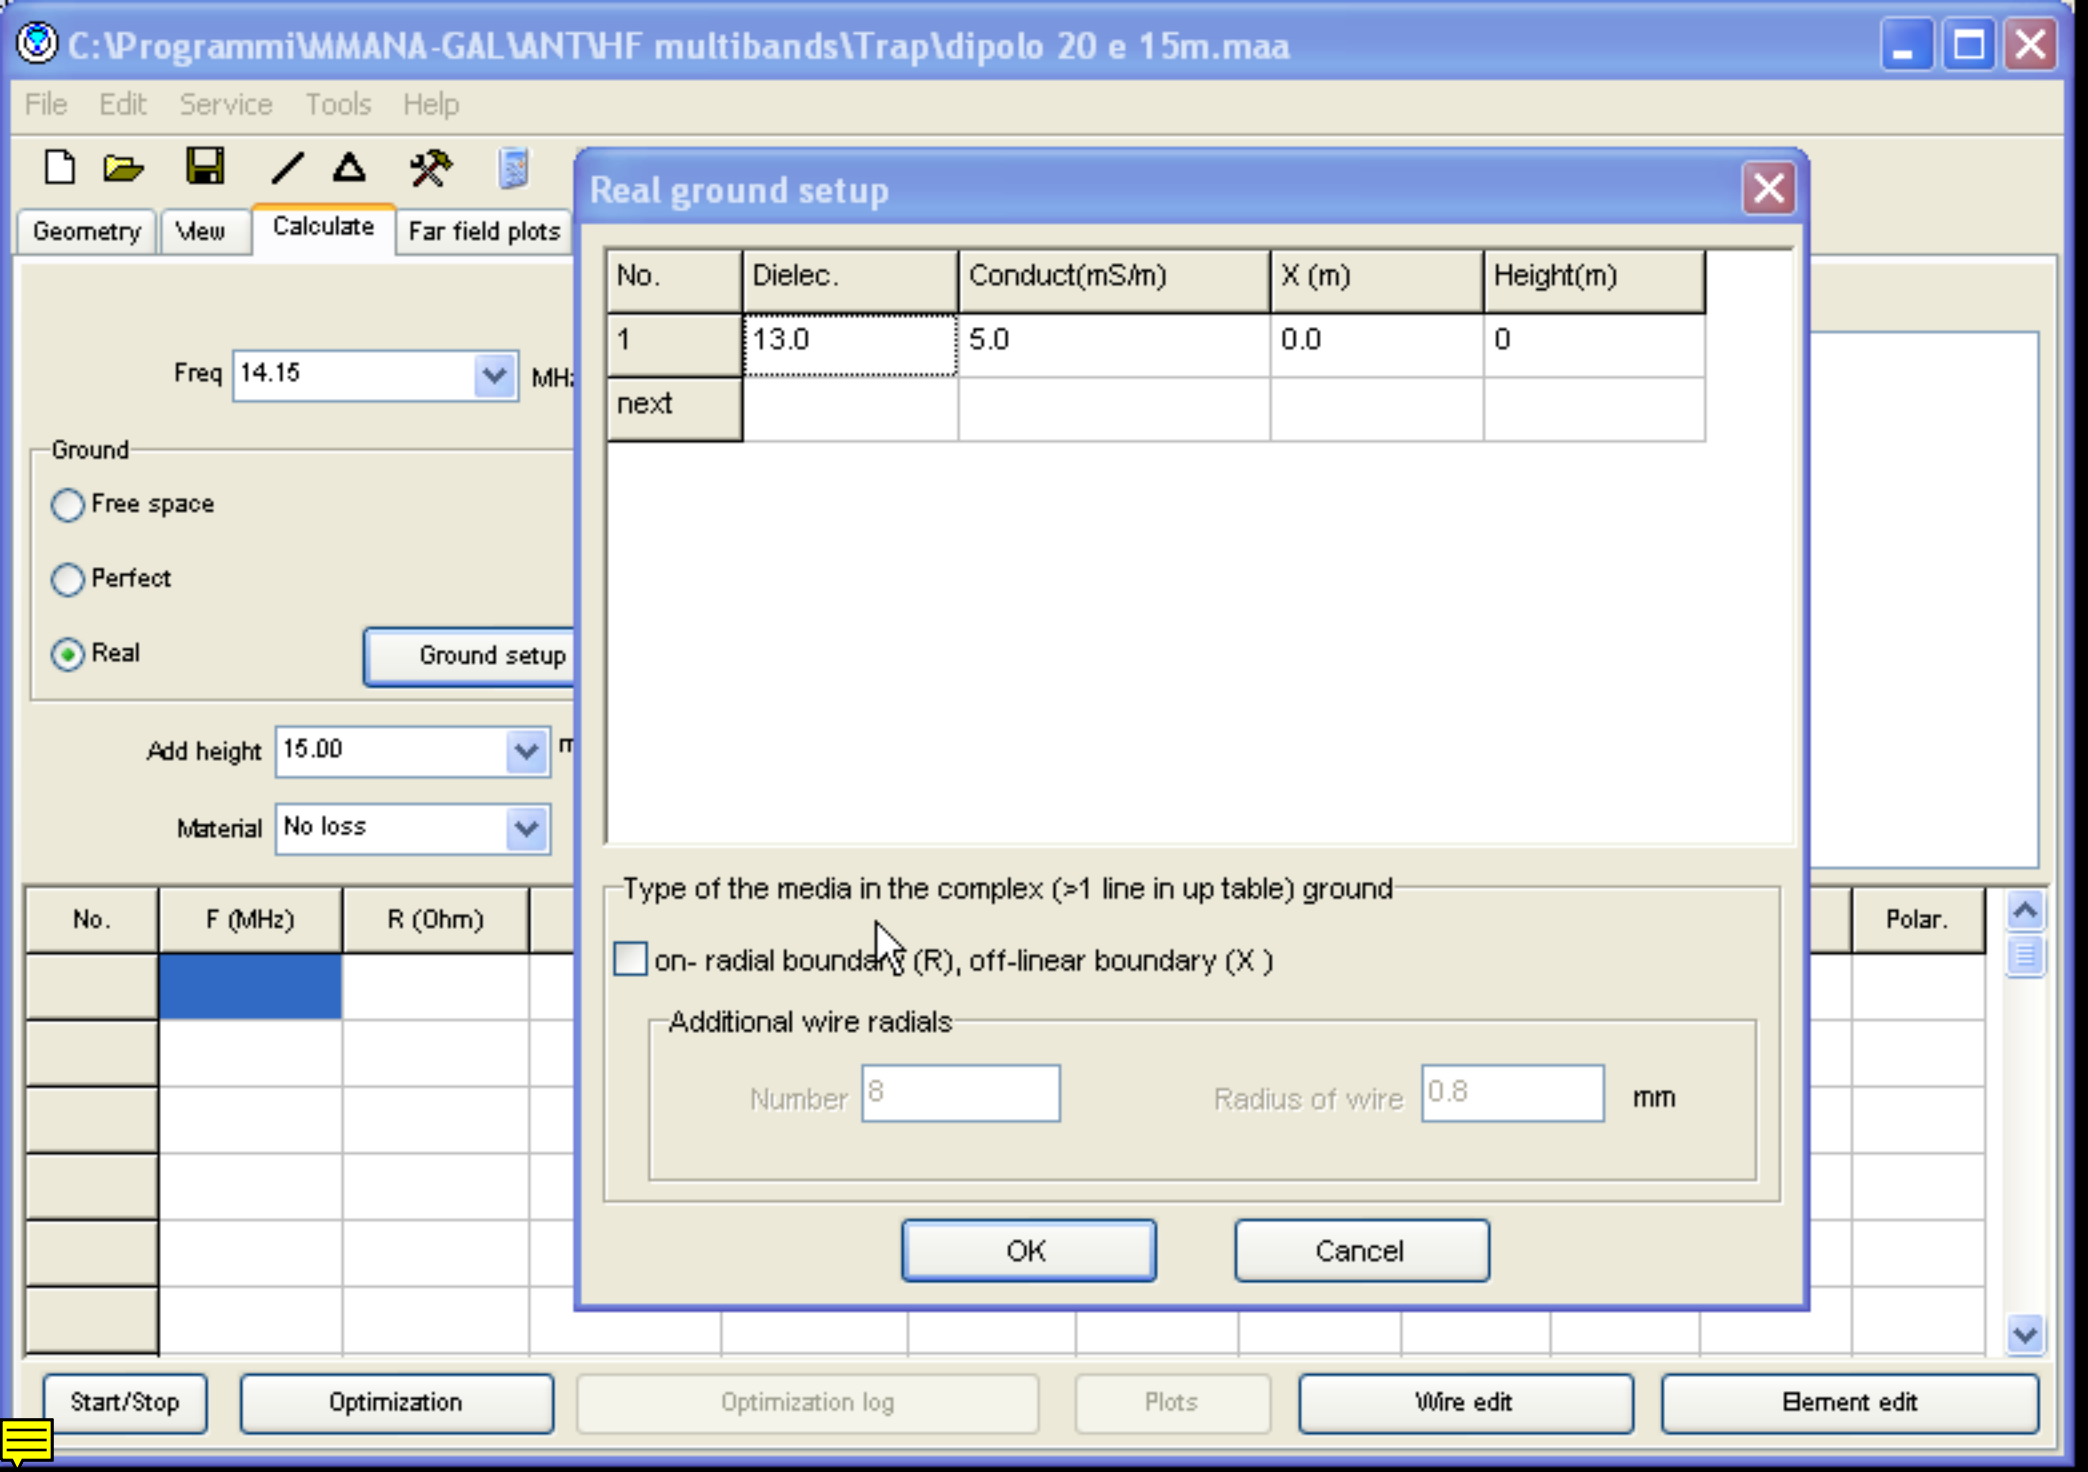 C:\Programmi\MMANA-GAL\ANT\HF multibands\Trap\dipolo 20 e 15m.maa
File Edit Service Tools Help
Geometry View Calculate Far field plots
Freq 14.15 MHz
Ground
Free space
Perfect
Real Ground setup
Add height 15.00 m
Material No loss
No. F (MHz) R (Ohm) Polar.
Start/Stop Optimization Optimization log Plots Wire edit Element edit
Real ground setup
No. Dielec. Conduct(mS/m) X (m) Height(m)
1 13.0 5.0 0.0 0
next
Type of the media in the complex (>1 line in up table) ground
on- radial boundary (R), off-linear boundary (X )
Additional wire radials
Number 8 Radius of wire 0.8 mm
OK Cancel